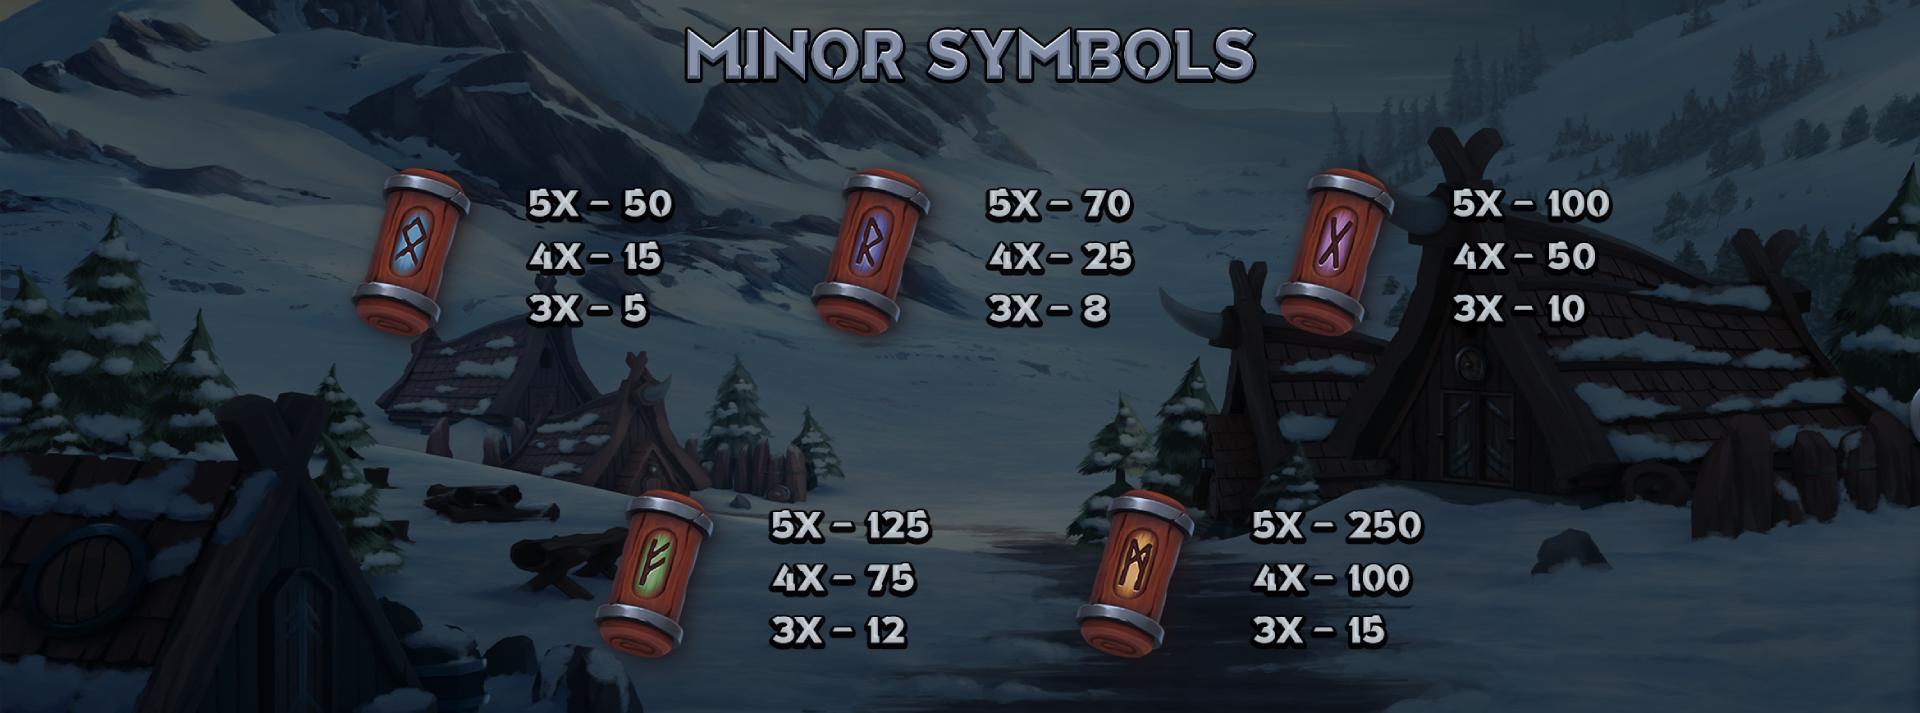 MINOR SYMBOLS
5X – 50
4X – 15
3X – 5
5X – 70
4X – 25
3X – 8
5X – 100
4X – 50
3X – 10
5X – 125
4X – 75
3X – 12
5X – 250
4X – 100
3X – 15